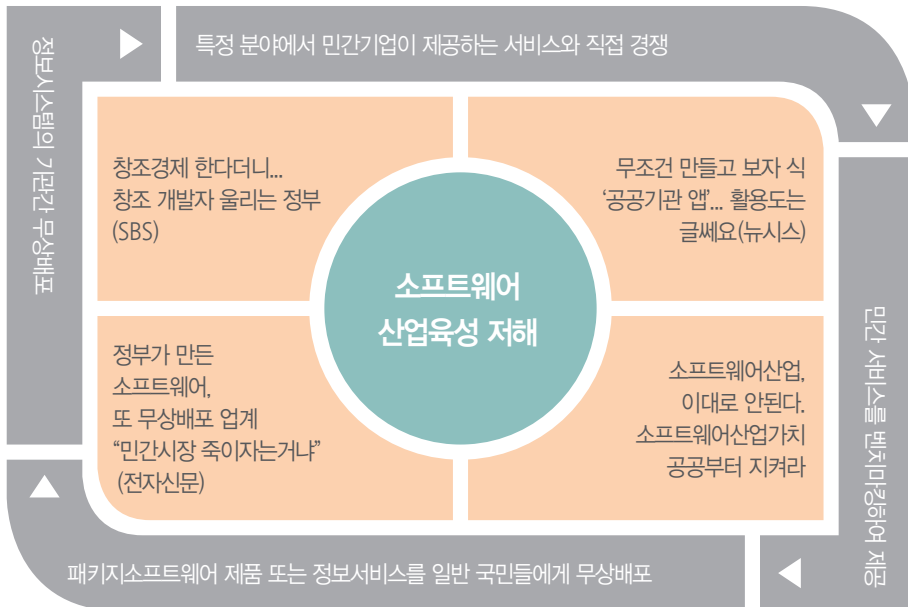 특정 분야에서 민간기업이 제공하는 서비스와 직접 경쟁
정보시스템의 기관간 무상배포
창조경제 한다더니...
창조 개발자 울리는 정부
(SBS)
무조건 만들고 보자 식
‘공공기관 앱’... 활용도는
글쎄요(뉴시스)
소프트웨어
산업육성 저해
정부가 만든
소프트웨어,
또 무상배포 업계
“민간시장 죽이자는거냐”
(전자신문)
소프트웨어산업,
이대로 안된다.
소프트웨어산업가치
공공부터 지켜라
민간 서비스를 벤치마킹하여 제공
패키지소프트웨어 제품 또는 정보서비스를 일반 국민들에게 무상배포